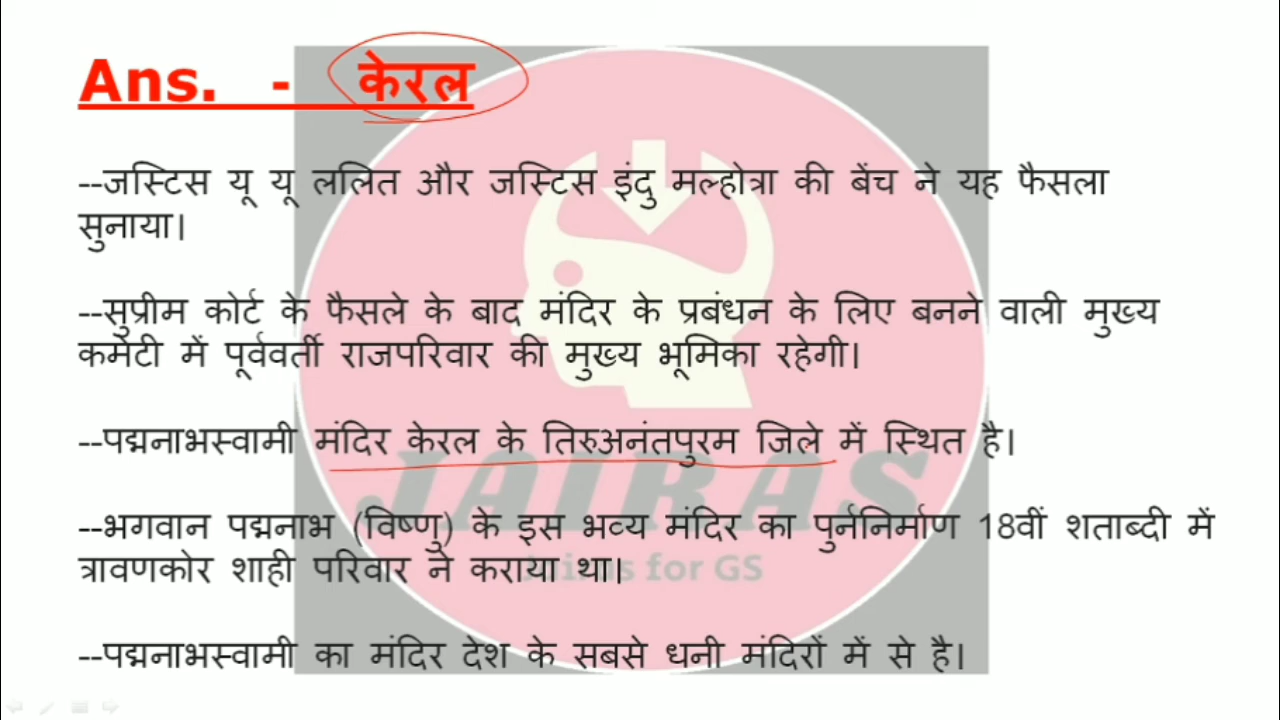 Ans. - केरल
--जस्टिस यू यू ललित और जस्टिस इंदु मल्होत्रा की बेंच ने यह फैसला
सुनाया।
--सुप्रीम कोर्ट के फैसले के बाद मंदिर के प्रबंधन के लिए बनने वाली मुख्य
कमेटी में पूर्ववर्ती राजपरिवार की मुख्य भूमिका रहेगी।
--पद्मनाभस्वामी मंदिर केरल के तिरुअनंतपुरम जिले में स्थित है।
JAIRAS
--भगवान पद्मनाभ (विष्णु) के इस भव्य मंदिर का पुर्ननिर्माण 18वीं शताब्दी में
त्रावणकोर शाही परिवार ने कराया था।
Jairas for GS
--पद्मनाभस्वामी का मंदिर देश के सबसे धनी मंदिरों में से है।